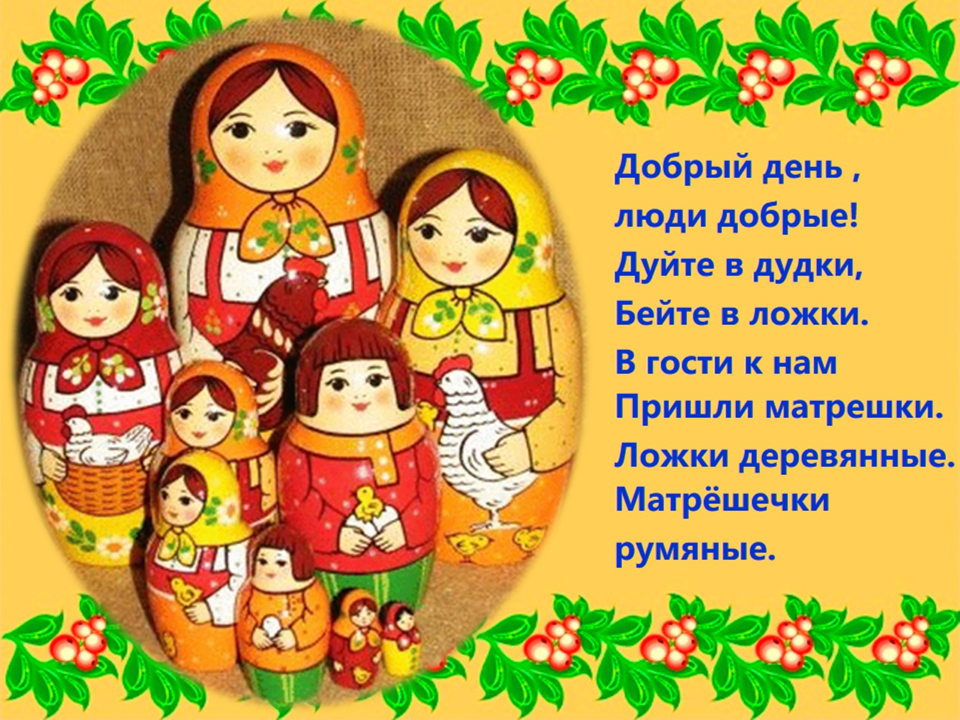 Добрый день ,
люди добрые!
Дуйте в дудки,
Бейте в ложки.
В гости к нам
Пришли матрешки.
Ложки деревянные.
Матрёшечки
румяные.